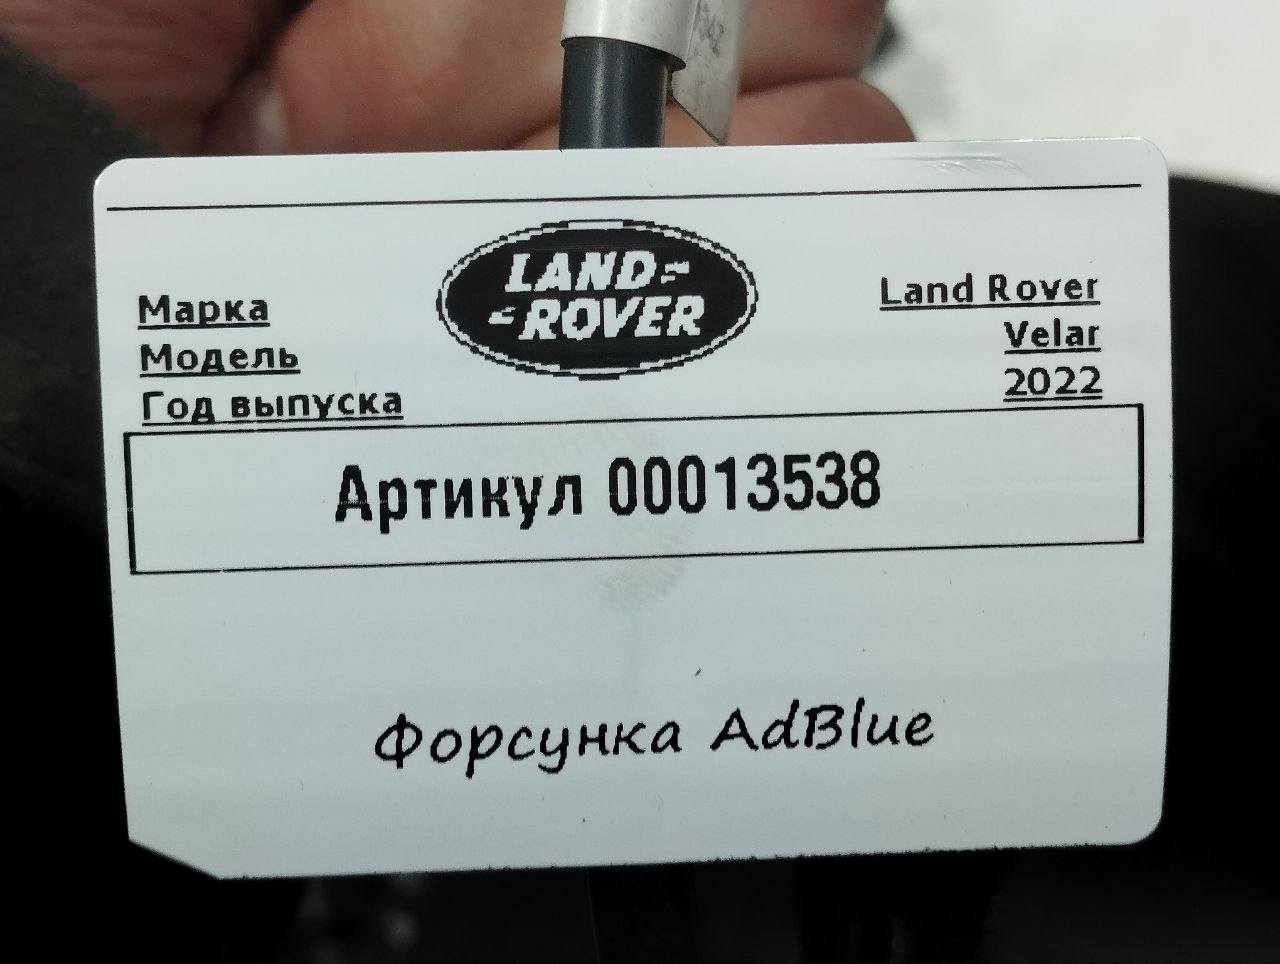 LAND
ROVER
Марка Land Rover
Модель Velar
Год выпуска 2022
Артикул 00013538
Форсунка AdBlue